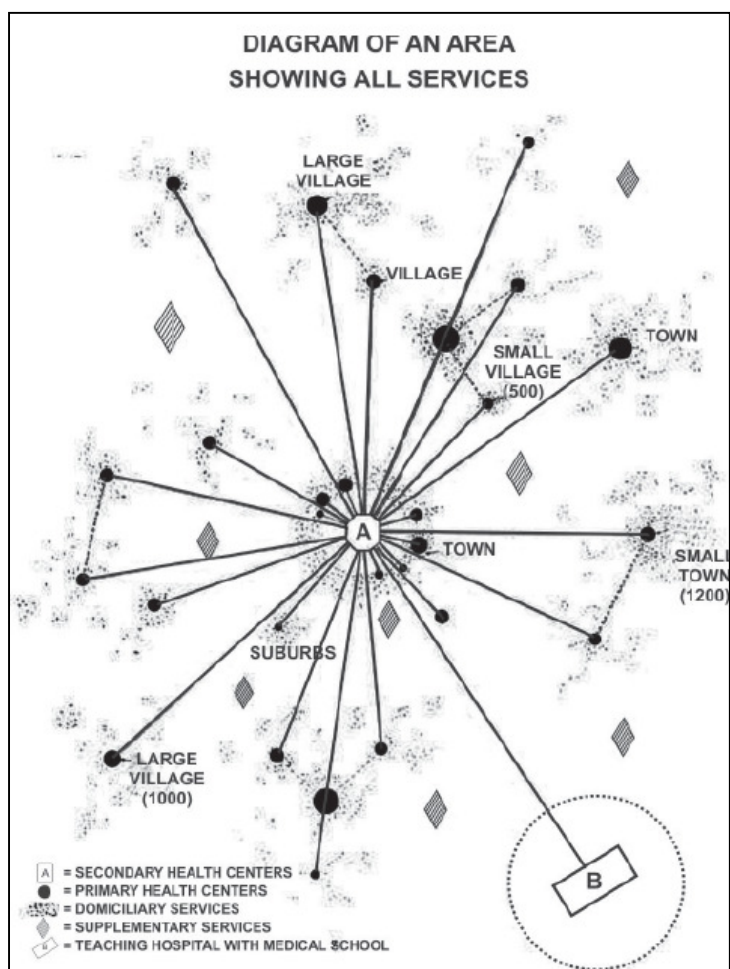 DIAGRAM OF AN AREA
SHOWING ALL SERVICES
LARGE
VILLAGE
VILLAGE
TOWN
SMALL
VILLAGE
(500)
A
TOWN
SMALL
TOWN
(1200)
SUBURBS
LARGE
VILLAGE
(1000)
B
A = SECONDARY HEALTH CENTERS
= PRIMARY HEALTH CENTERS
= DOMICILIARY SERVICES
= SUPPLEMENTARY SERVICES
B = TEACHING HOSPITAL WITH MEDICAL SCHOOL